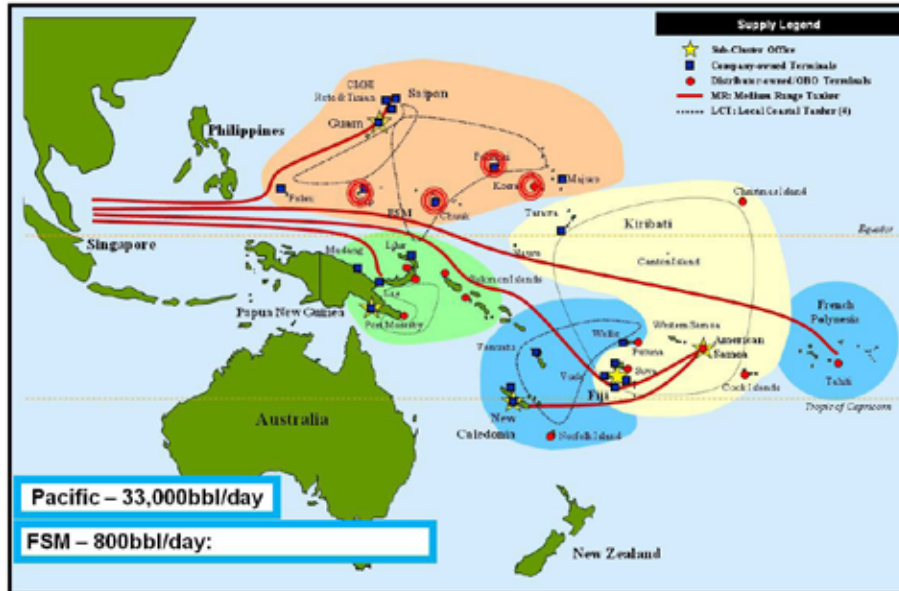 Supply Legend
Sub-Cluster Office
Company-owned Terminals
Distributor-owned/OBO Terminals
MR: Medium Range Tanker
LCT: Local Coastal Tanker (4)
CNMI
Saipan
Rota & Tinian
Guam
Philippines
Palau
Chuuk
FSM
Kosrae
Majuro
Tarawa
Kiribati
Christmas Island
Equator
Singapore
Madang
Nauru
Canton Island
Solomon Islands
Lae
Papua New Guinea
Port Moresby
French
Polynesia
Western Samoa
American
Samoa
Wallis
Futuna
Vanuatu
Vuda
Suva
Fiji
Cook Islands
Tahiti
Tropic of Capricorn
New
Caledonia
Norfolk Island
Australia
New Zealand
Pacific – 33,000bbl/day
FSM – 800bbl/day: